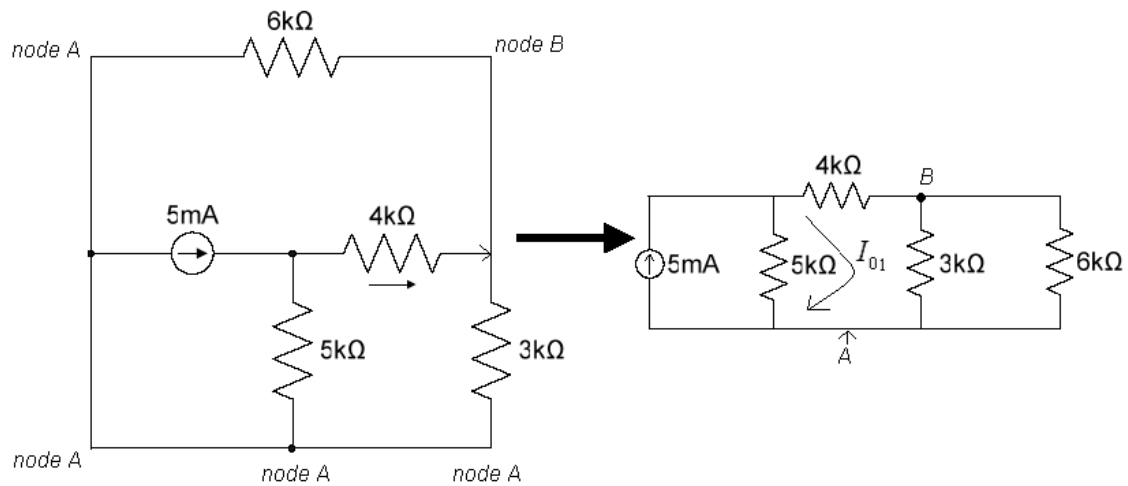 6kΩ
node A
node B
5mA
4kΩ
5kΩ
3kΩ
node A
node A
node A
4kΩ
B
5mA
5kΩ
I01
3kΩ
6kΩ
A